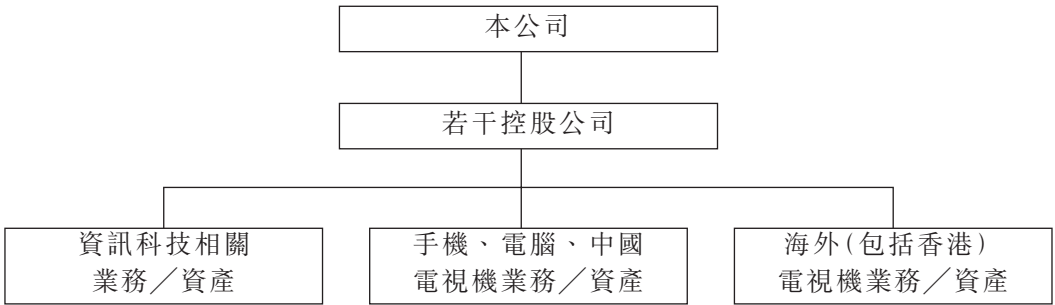 本公司
若干控股公司
資訊科技相關
業務／資產
手機、電腦、中國
電視機業務／資產
海外(包括香港)
電視機業務／資產